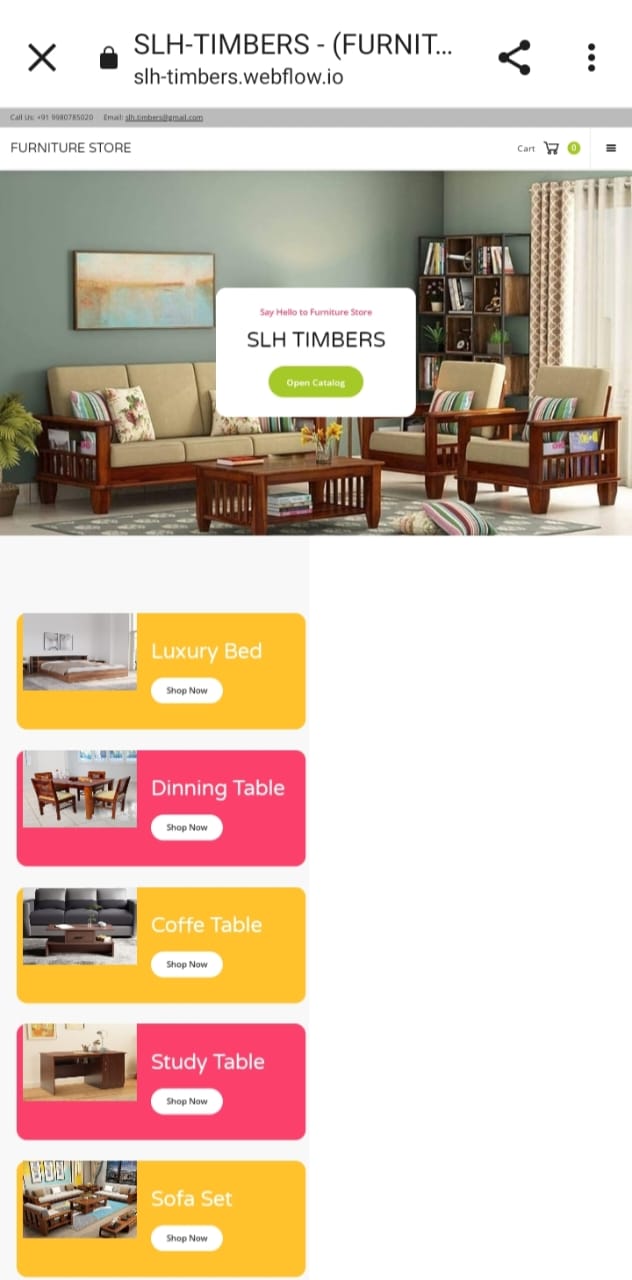 SLH-TIMBERS - (FURNIT...
slh-timbers.webflow.io
Call Us: +91 9980785020 Email: slh.timbers@gmail.com
FURNITURE STORE
Cart 0
Say Hello to Furniture Store
SLH TIMBERS
Open Catalog
Luxury Bed
Shop Now
Dinning Table
Shop Now
Coffe Table
Shop Now
Study Table
Shop Now
Sofa Set
Shop Now